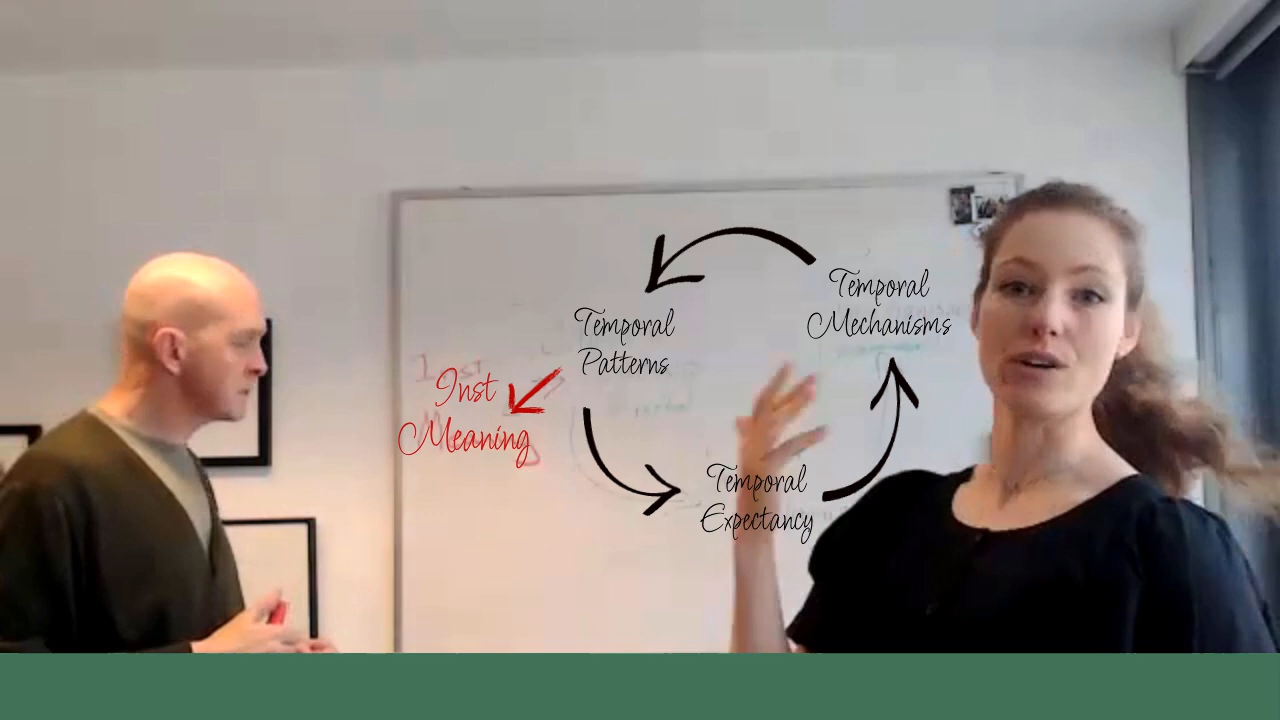 Temporal
Mechanisms
Temporal
Patterns
Inst
Meaning
Temporal
Expectancy